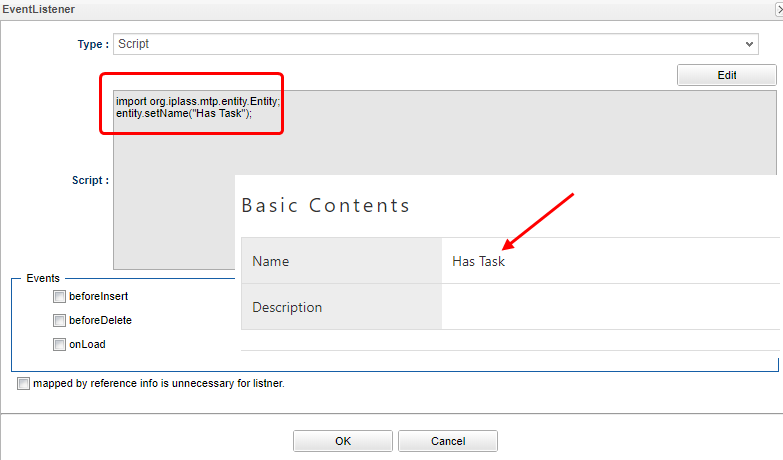 EventListener
Type :
Script
Edit
import org.iplass.mtp.entity.Entity;
entity.setName("Has Task");
Script :
Basic Contents
Name
Has Task
Description
Events
beforeInsert
beforeDelete
onLoad
mapped by reference info is unnecessary for listner.
OK
Cancel